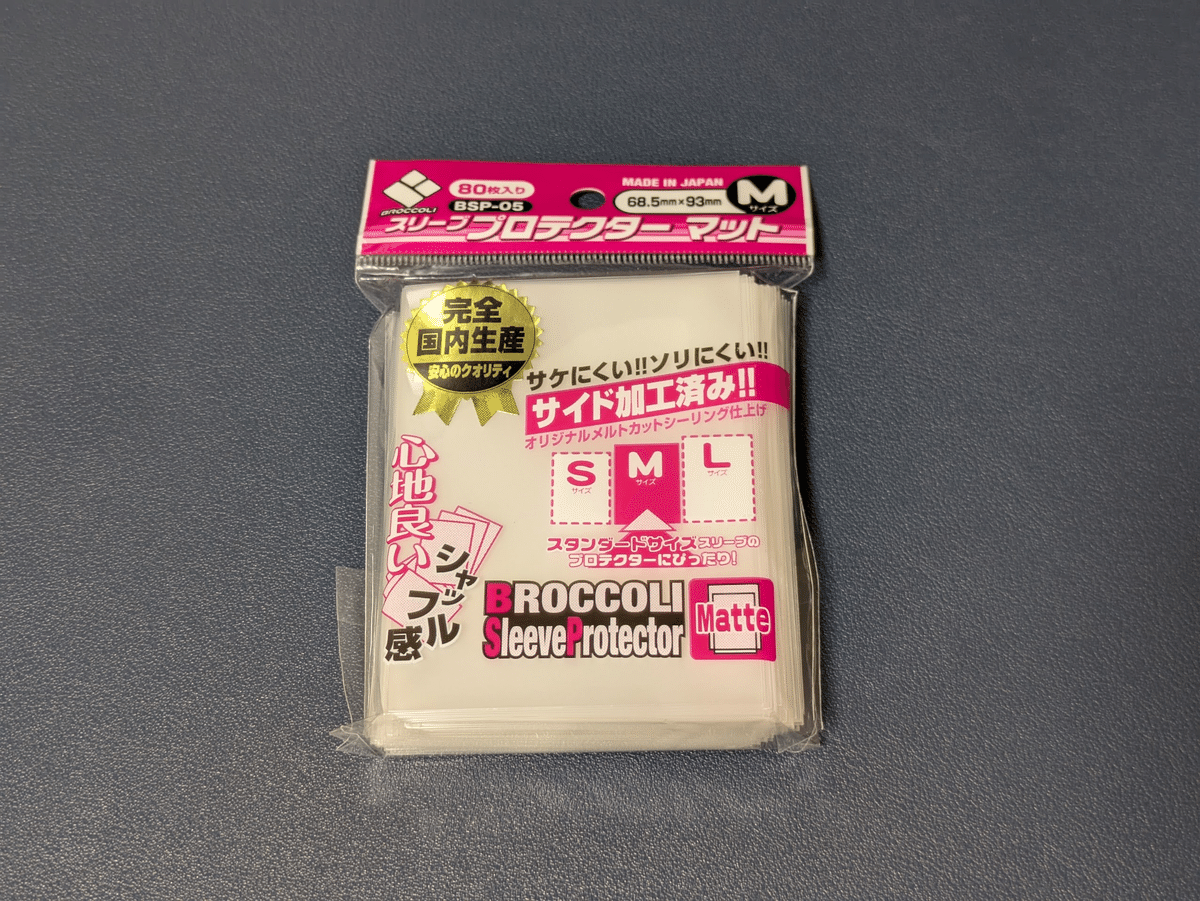 BROCCOLI
80枚入り
BSP-05
MADE IN JAPAN
68.5mm×93mm
M
サイズ
スリーブプロテクター マット
完全
国内生産
安心のクオリティ
サケにくい!!ソリにくい!!
サイド加工済み!!
オリジナルメルトカットシーリング仕上げ
S
サイズ
M
サイズ
L
サイズ
スタンダードサイズスリーブの
プロテクターにぴったり!
心地良い
シャッフル感
BROCCOLI
SleeveProtector
Matte